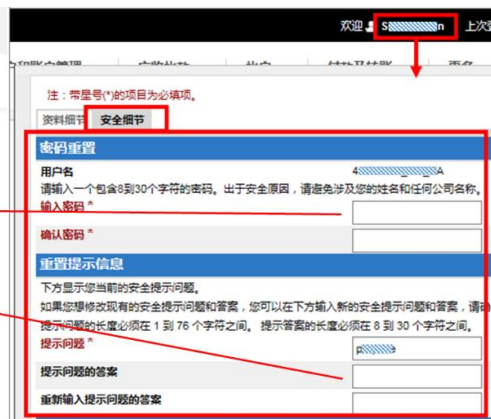 欢迎 S n 上次
注：带星号(*)的项目为必填项。
资料细节 安全细节
密码重置
用户名 4 A
请输入一个包含8到30个字符的密码。出于安全原因，请避免涉及您的姓名和任何公司名称。
输入密码 *
确认密码 *
重置提示信息
下方显示您当前的安全提示问题。
如果您想修改现有的安全提示问题和答案，您可以在下方输入新的安全提示问题和答案，请确
提示问题的长度必须在 1 到 76 个字符之间。 提示答案的长度必须在 8 到 30 个字符之间。
提示问题 * p e
提示问题的答案
重新输入提示问题的答案